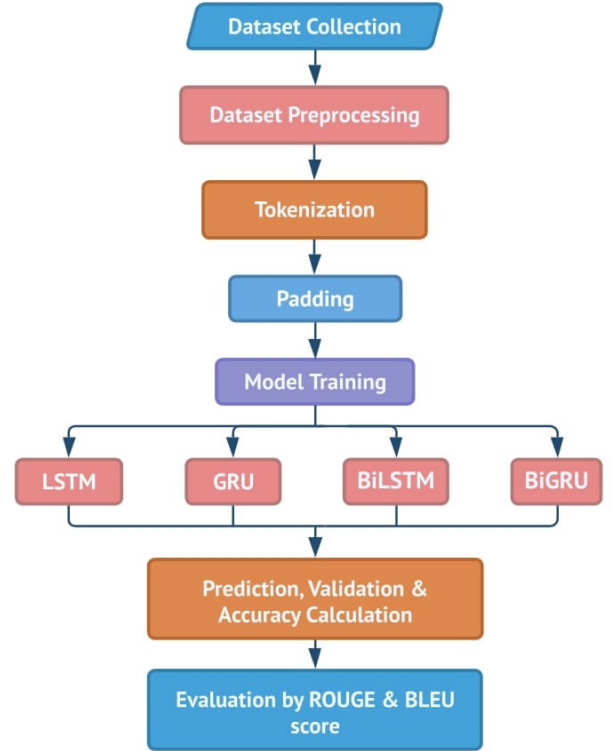 Dataset Collection
Dataset Preprocessing
Tokenization
Padding
Model Training
LSTM
GRU
BiLSTM
BiGRU
Prediction, Validation &
Accuracy Calculation
Evaluation by ROUGE & BLEU
score